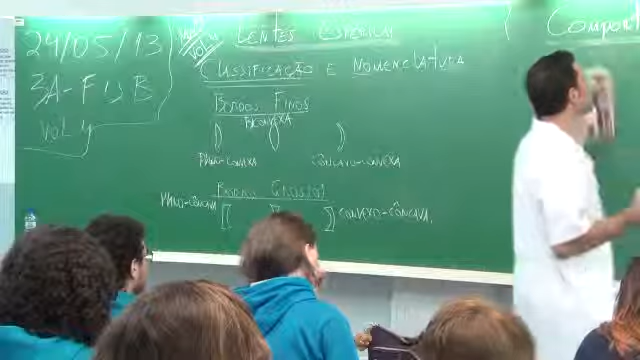 24/05/13
3A - FIS B
VOL 4
VOL
LENTES ESFÉRICAS
CLASSIFICAÇÃO E NOMENCLATURA
BORDOS FINOS
BICONVEXA
PLANO-CONVEXA
CÔNCAVO-CONVEXA
BORDOS GROSSOS
PLANO-CÔNCAVA
CONVEXO-CÔNCAVA